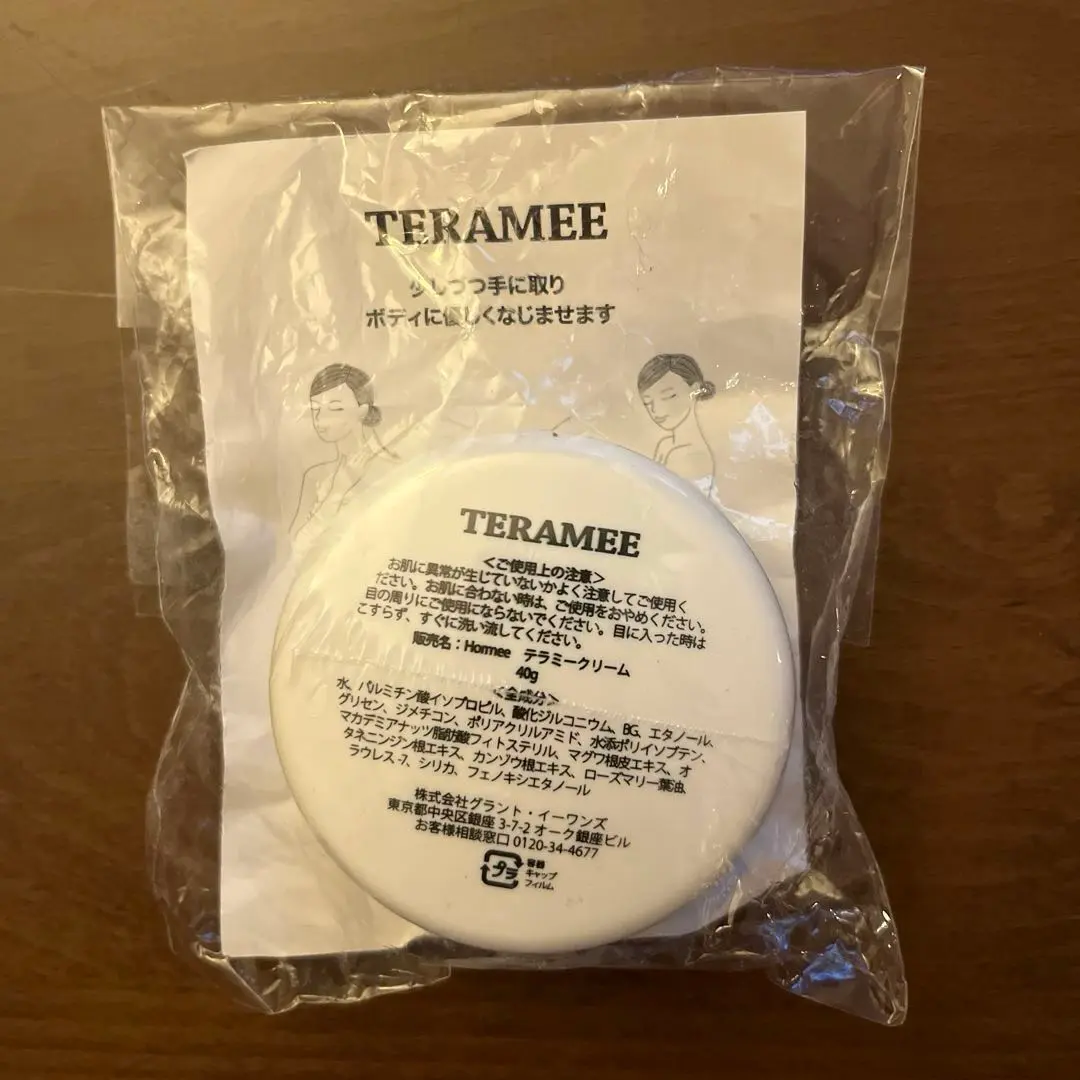 TERAMEE
少しづつ手に取り
ボディに優しくなじませます
TERAMEE
<ご使用上の注意>
お肌に異常が生じていないかよく注意してご使用く
ださい。お肌に合わない時は、ご使用をおやめください。
目の周りにご使用にならないでください。目に入った時は
こすらず、すぐに洗い流してください。
販売名：Hormee テラミークリーム
40g
<全成分>
水、パルミチン酸イソプロピル、酸化ジルコニウム、BG、エタノール、
グリセン、ジメチコン、ポリアクリルアミド、水添ポリイソブテン、
マカデミアナッツ脂肪酸フィトステリル、マグワ根皮エキス、オ
タネニンジン根エキス、カンゾウ根エキス、ローズマリー葉油、
ラウレス-7、シリカ、フェノキシエタノール
株式会社グラント・イーワンズ
東京都中央区銀座 3-7-2 オーク銀座ビル
お客様相談窓口 0120-34-4677
プラ
容器
キャップ
フィルム